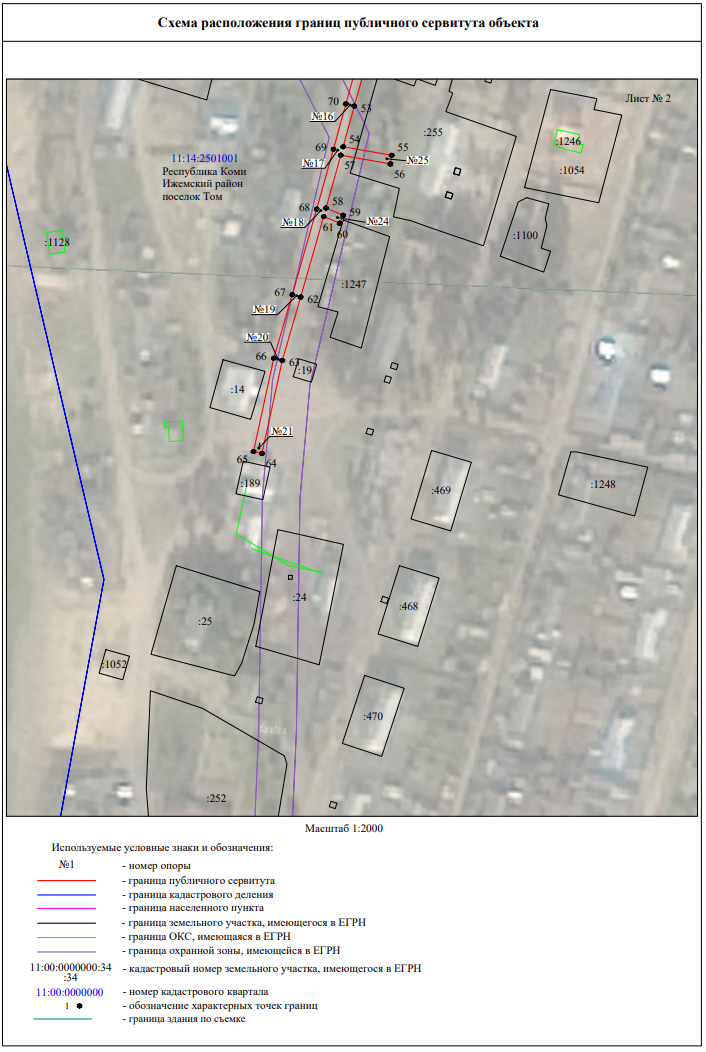 Схема расположения границ публичного сервитута объекта
Лист № 2
70
53
№16
:255
:1246
54
69
55
№25
11:14:2501001
№17
57
56
:1054
Республика Коми
Ижемский район
поселок Том
68
58
59
№24
№18
61
60
:1100
:1128
:1247
67
62
№19
№20
66
63
:19
:14
№21
65
64
:189
:469
:1248
:24
:25
:468
:1052
:470
Yandex
:252
Масштаб 1:2000
Используемые условные знаки и обозначения:
№1 - номер опоры
- граница публичного сервитута
- граница кадастрового деления
- граница населенного пункта
- граница земельного участка, имеющегося в ЕГРН
- граница ОКС, имеющаяся в ЕГРН
- граница охранной зоны, имеющейся в ЕГРН
11:00:0000000:34 - кадастровый номер земельного участка, имеющегося в ЕГРН
:34
11:00:0000000 - номер кадастрового квартала
1 - обозначение характерных точек границ
- граница здания по съемке